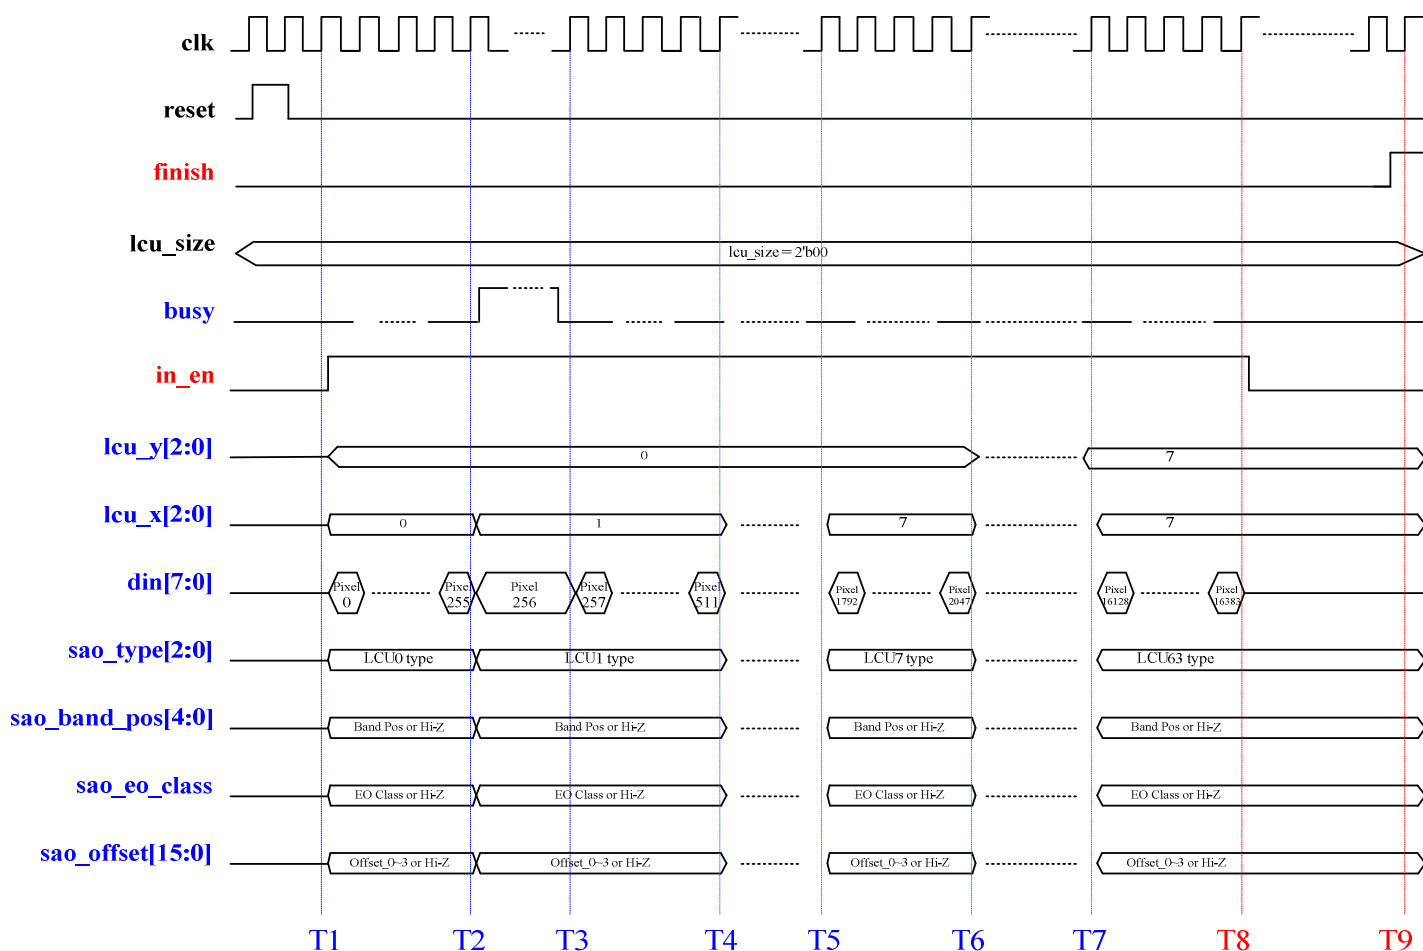 clk
reset
finish
lcu_size
lcu_size = 2'b00
busy
in_en
lcu_y[2:0]
0
7
lcu_x[2:0]
0
1
7
7
din[7:0]
Pixel
0
Pixel
255
Pixel
256
Pixel
257
Pixel
511
Pixel
1792
Pixel
2047
Pixel
16128
Pixel
16383
sao_type[2:0]
LCU0 type
LCU1 type
LCU7 type
LCU63 type
sao_band_pos[4:0]
Band Pos or Hi-Z
Band Pos or Hi-Z
Band Pos or Hi-Z
Band Pos or Hi-Z
sao_eo_class
EO Class or Hi-Z
EO Class or Hi-Z
EO Class or Hi-Z
EO Class or Hi-Z
sao_offset[15:0]
Offset_0~3 or Hi-Z
Offset_0~3 or Hi-Z
Offset_0~3 or Hi-Z
Offset_0~3 or Hi-Z
T1
T2
T3
T4
T5
T6
T7
T8
T9